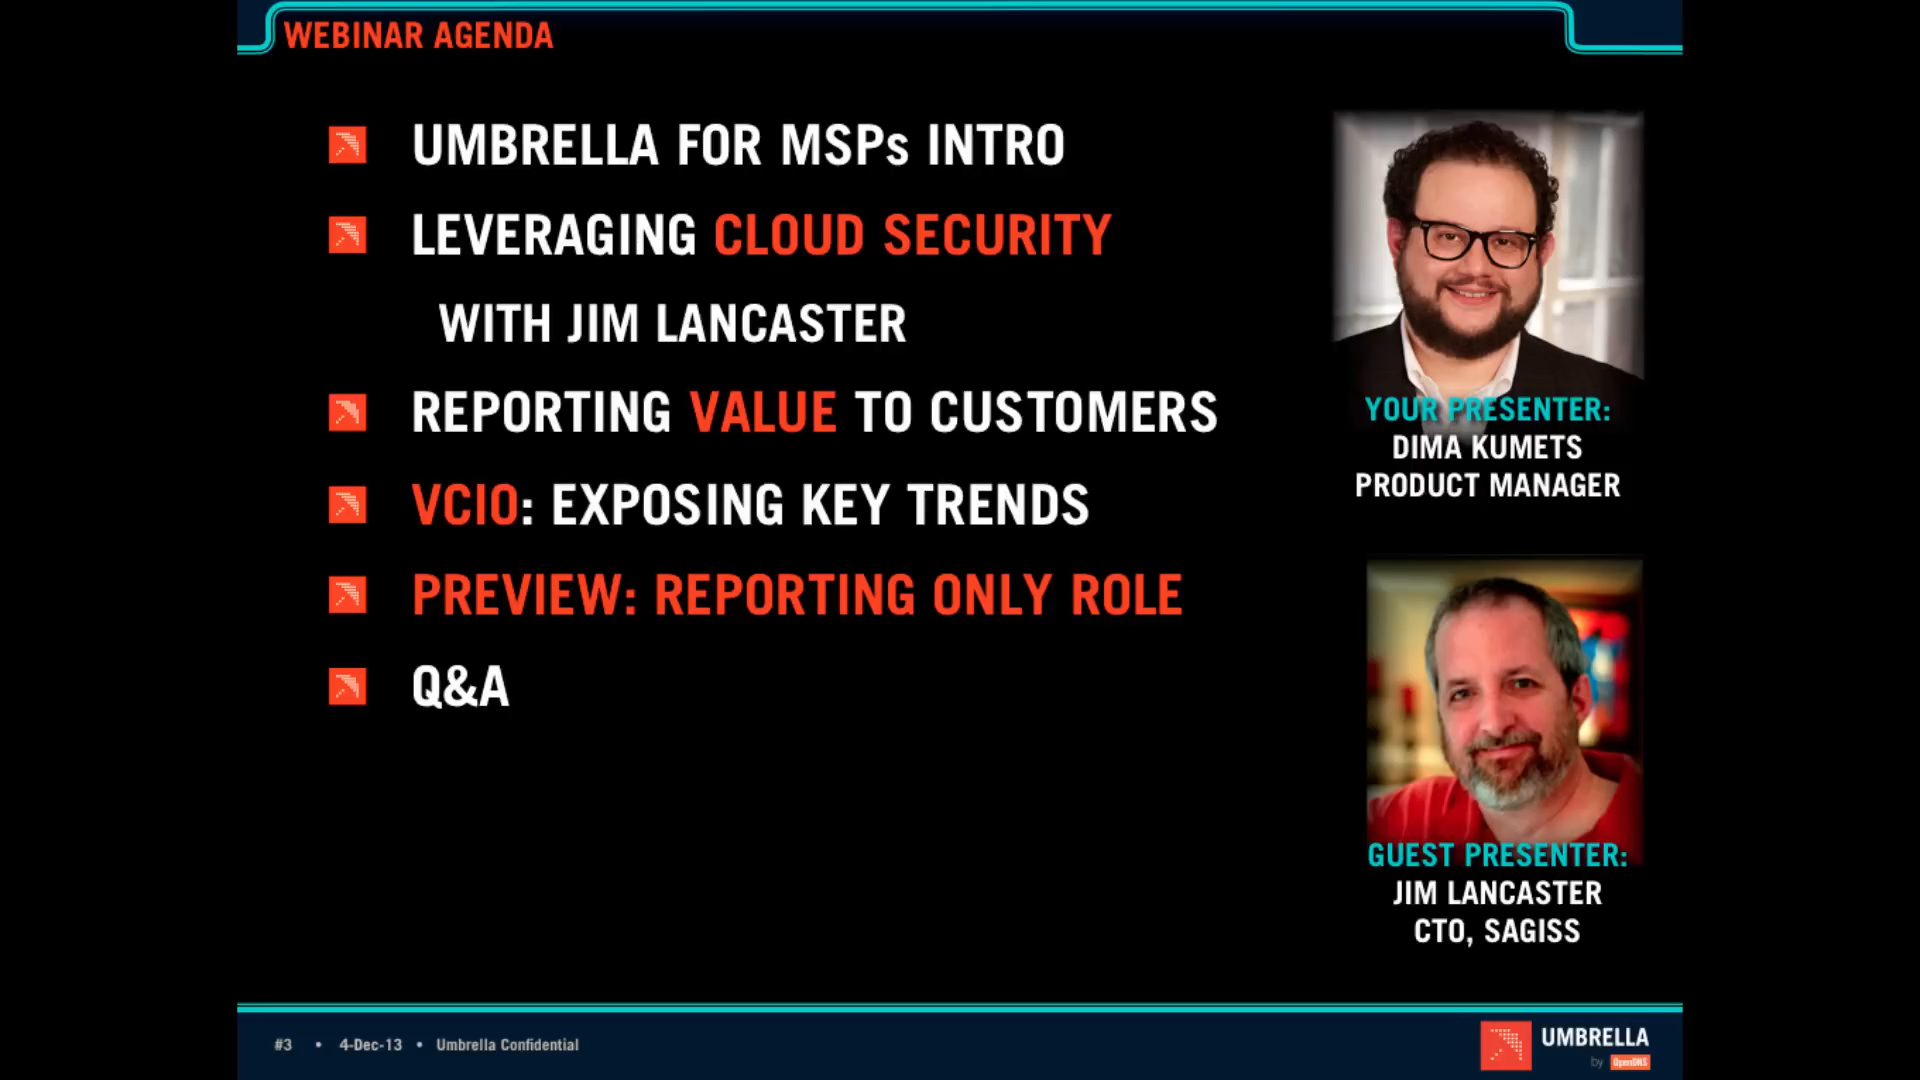 WEBINAR AGENDA
UMBRELLA FOR MSPs INTRO
LEVERAGING CLOUD SECURITY
WITH JIM LANCASTER
REPORTING VALUE TO CUSTOMERS
VCIO: EXPOSING KEY TRENDS
PREVIEW: REPORTING ONLY ROLE
Q&A
YOUR PRESENTER:
DIMA KUMETS
PRODUCT MANAGER
GUEST PRESENTER:
JIM LANCASTER
CTO, SAGISS
#3 • 4-Dec-13 • Umbrella Confidential
UMBRELLA
by OpenDNS